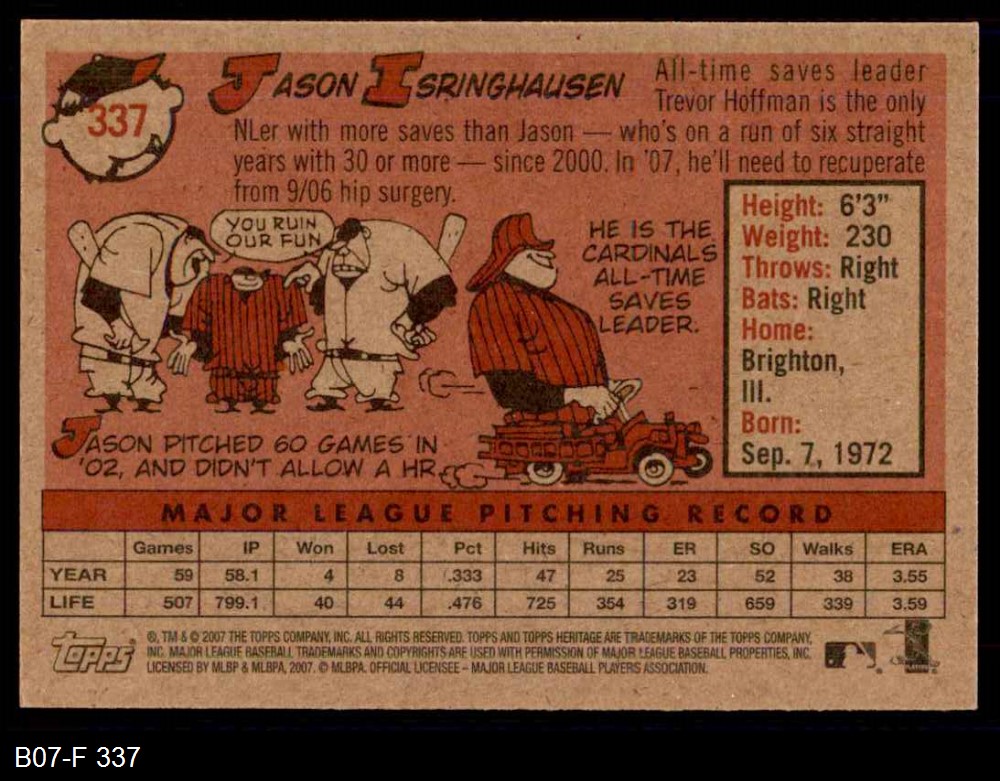 337
JASON ISRINGHAUSEN
All-time saves leader
Trevor Hoffman is the only
NLer with more saves than Jason — who's on a run of six straight
years with 30 or more — since 2000. In '07, he'll need to recuperate
from 9/06 hip surgery.
YOU RUIN
OUR FUN
JASON PITCHED 60 GAMES IN
'02, AND DIDN'T ALLOW A HR.
HE IS THE
CARDINALS
ALL-TIME
SAVES
LEADER.
Height: 6'3"
Weight: 230
Throws: Right
Bats: Right
Home:
Brighton,
Ill.
Born:
Sep. 7, 1972
MAJOR LEAGUE PITCHING RECORD
Games IP Won Lost Pct Hits Runs ER SO Walks ERA
YEAR 59 58.1 4 8 .333 47 25 23 52 38 3.55
LIFE 507 799.1 40 44 .476 725 354 319 659 339 3.59
TOPPS
®, TM & © 2007 THE TOPPS COMPANY, INC. ALL RIGHTS RESERVED. TOPPS AND TOPPS HERITAGE ARE TRADEMARKS OF THE TOPPS COMPANY,
INC. MAJOR LEAGUE BASEBALL TRADEMARKS AND COPYRIGHTS ARE USED WITH PERMISSION OF MAJOR LEAGUE BASEBALL PROPERTIES, INC.
LICENSED BY MLBP & MLBPA, 2007. © MLBPA. OFFICIAL LICENSEE – MAJOR LEAGUE BASEBALL PLAYERS ASSOCIATION.
B07-F 337